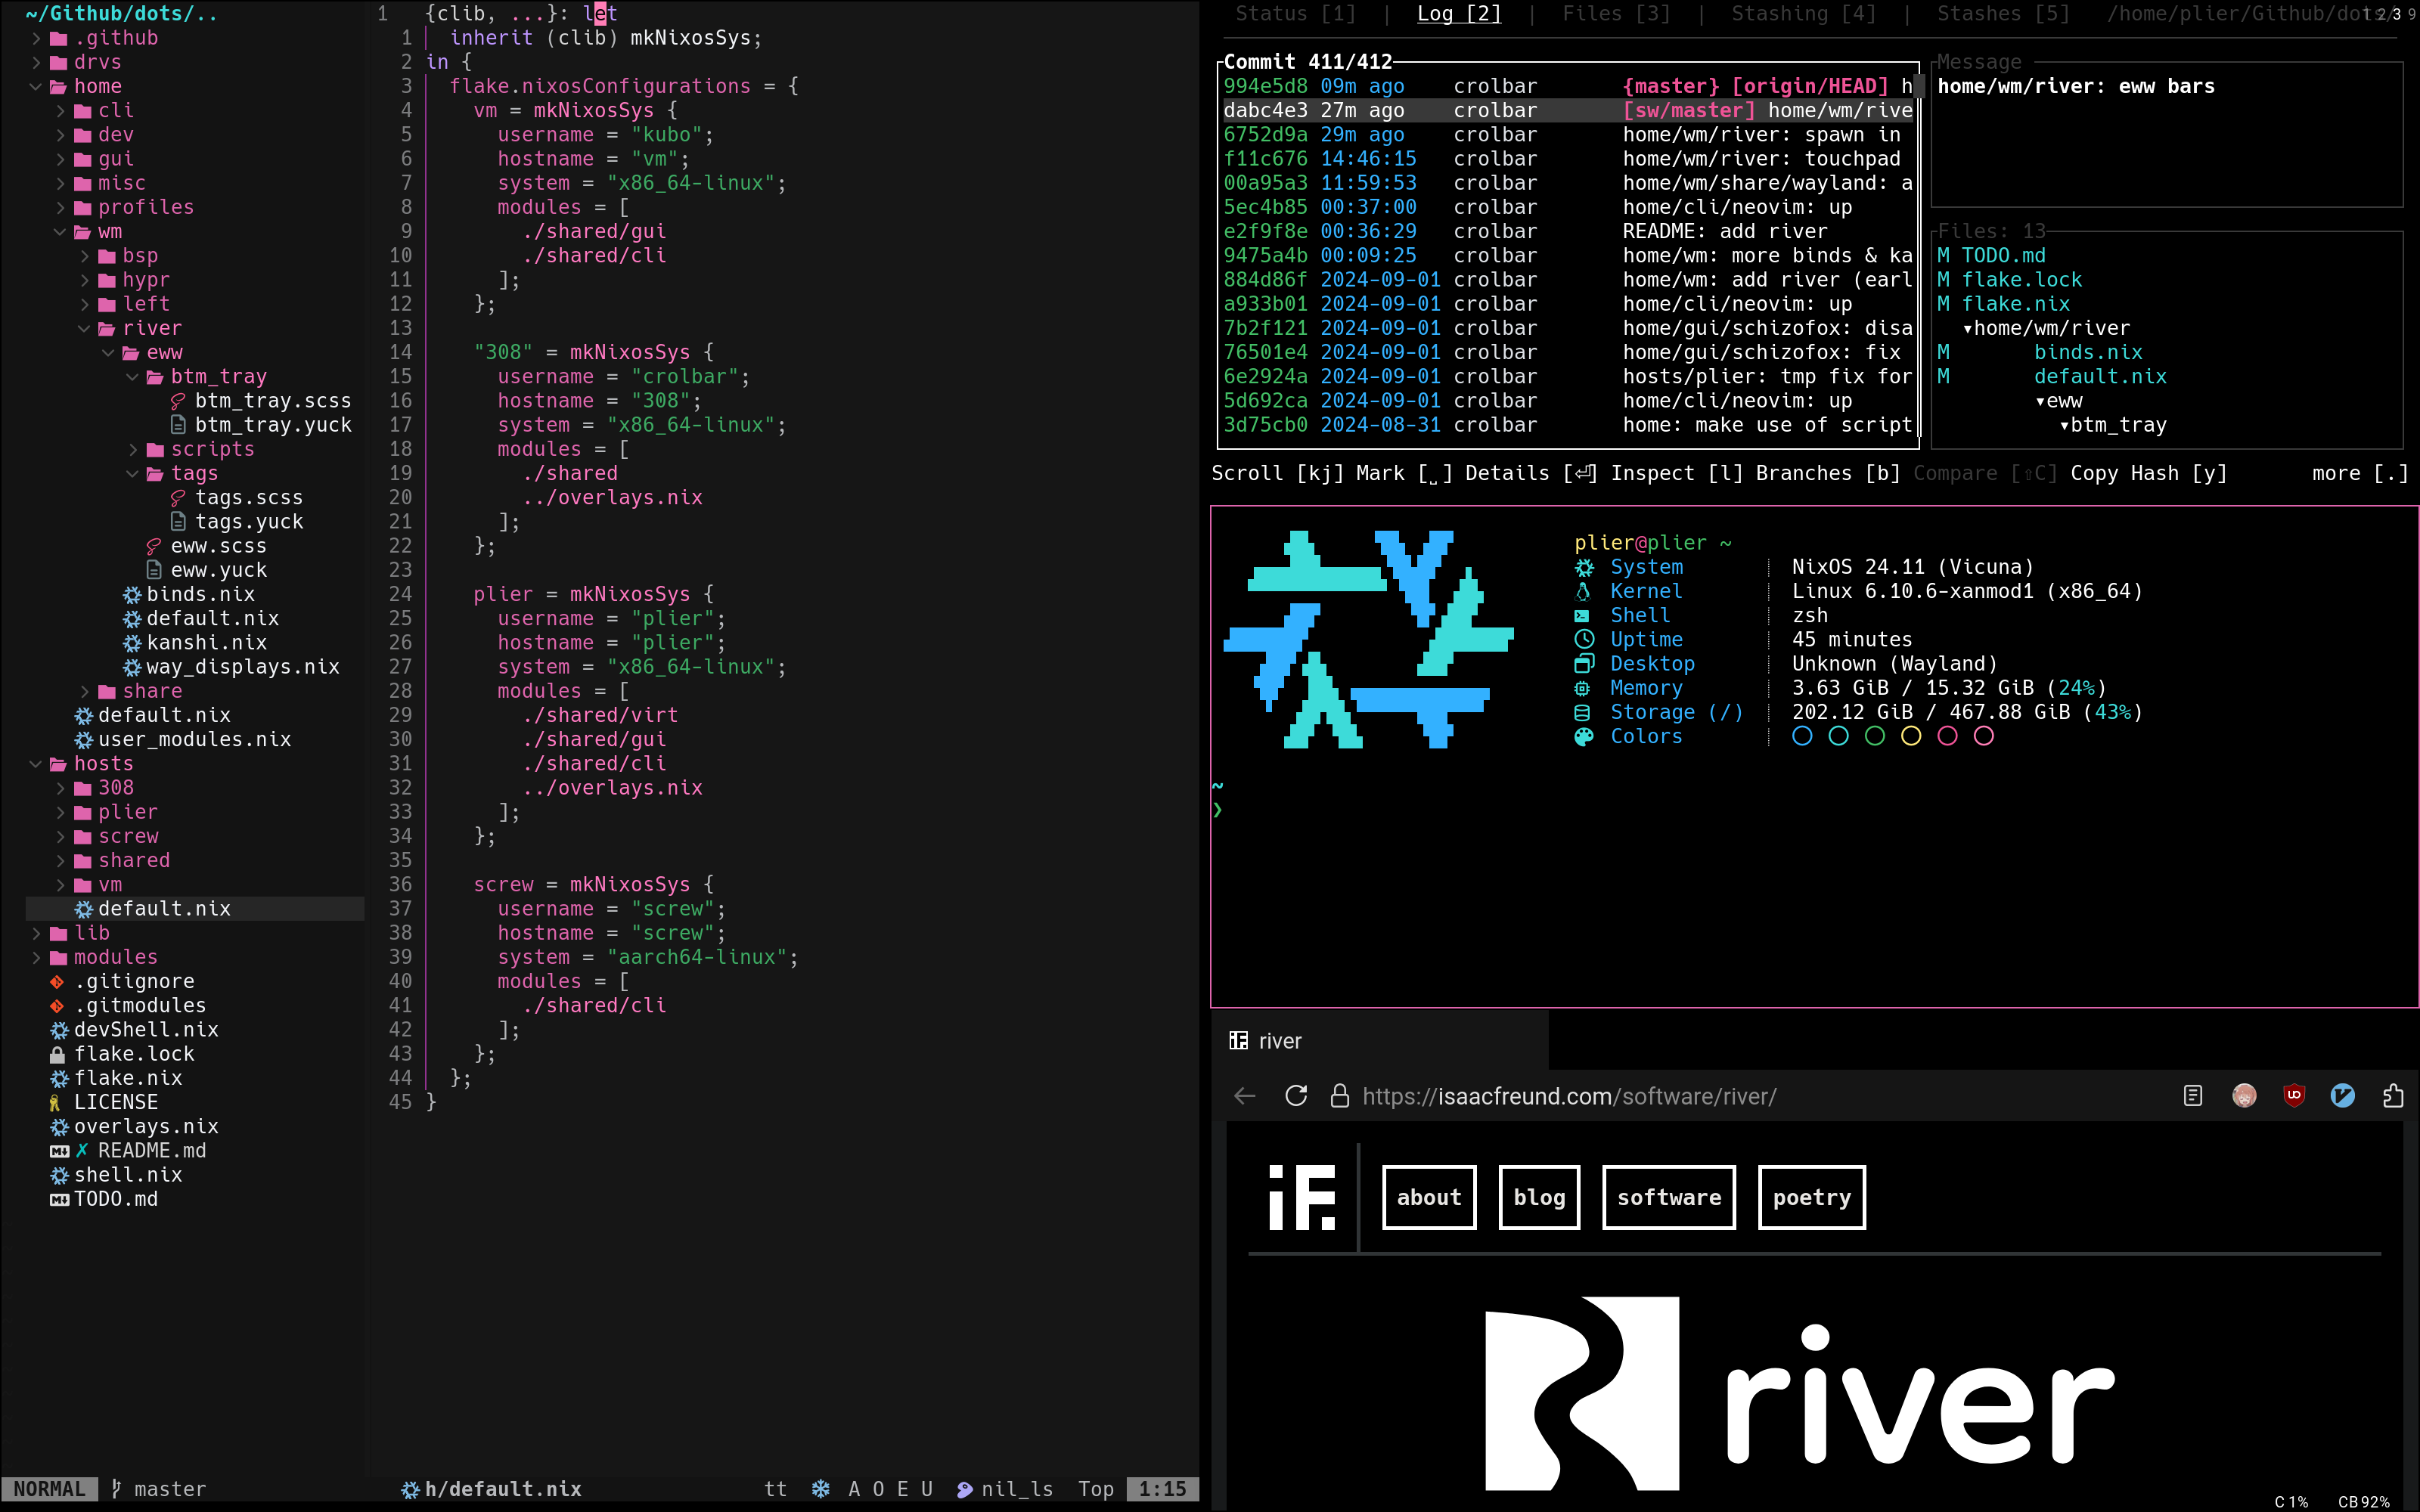 ~/Github/dots/..
.github
drvs
home
cli
dev
gui
misc
profiles
wm
bsp
hypr
left
river
eww
btm_tray
btm_tray.scss
btm_tray.yuck
scripts
tags
tags.scss
tags.yuck
eww.scss
eww.yuck
binds.nix
default.nix
kanshi.nix
way_displays.nix
share
default.nix
user_modules.nix
hosts
308
plier
screw
shared
vm
default.nix
lib
modules
.gitignore
.gitmodules
devShell.nix
flake.lock
flake.nix
LICENSE
overlays.nix
✗ README.md
shell.nix
TODO.md
1 {clib, ...}: let
1 inherit (clib) mkNixosSys;
2 in {
3 flake.nixosConfigurations = {
4 vm = mkNixosSys {
5 username = "kubo";
6 hostname = "vm";
7 system = "x86_64-linux";
8 modules = [
9 ./shared/gui
10 ./shared/cli
11 ];
12 };
13
14 "308" = mkNixosSys {
15 username = "crolbar";
16 hostname = "308";
17 system = "x86_64-linux";
18 modules = [
19 ./shared
20 ../overlays.nix
21 ];
22 };
23
24 plier = mkNixosSys {
25 username = "plier";
26 hostname = "plier";
27 system = "x86_64-linux";
28 modules = [
29 ./shared/virt
30 ./shared/gui
31 ./shared/cli
32 ../overlays.nix
33 ];
34 };
35
36 screw = mkNixosSys {
37 username = "screw";
38 hostname = "screw";
39 system = "aarch64-linux";
40 modules = [
41 ./shared/cli
42 ];
43 };
44 };
45 }
NORMAL master h/default.nix tt A O E U nil_ls Top 1:15
Status [1] | Log [2] | Files [3] | Stashing [4] | Stashes [5] /home/plier/Github/dots/
Commit 411/412
994e5d8 09m ago crolbar {master} [origin/HEAD] h
dabc4e3 27m ago crolbar [sw/master] home/wm/rive
6752d9a 29m ago crolbar home/wm/river: spawn in
f11c676 14:46:15 crolbar home/wm/river: touchpad
00a95a3 11:59:53 crolbar home/wm/share/wayland: a
5ec4b85 00:37:00 crolbar home/cli/neovim: up
e2f9f8e 00:36:29 crolbar README: add river
9475a4b 00:09:25 crolbar home/wm: more binds & ka
884d86f 2024-09-01 crolbar home/wm: add river (earl
a933b01 2024-09-01 crolbar home/cli/neovim: up
7b2f121 2024-09-01 crolbar home/gui/schizofox: disa
76501e4 2024-09-01 crolbar home/gui/schizofox: fix
6e2924a 2024-09-01 crolbar hosts/plier: tmp fix for
5d692ca 2024-09-01 crolbar home/cli/neovim: up
3d75cb0 2024-08-31 crolbar home: make use of script
Message
home/wm/river: eww bars
Files: 13
M TODO.md
M flake.lock
M flake.nix
▾home/wm/river
M binds.nix
M default.nix
▾eww
▾btm_tray
Scroll [kj] Mark [˽] Details [⏎] Inspect [l] Branches [b] Compare [⇧C] Copy Hash [y] more [.]
plier@plier ~
System NixOS 24.11 (Vicuna)
Kernel Linux 6.10.6-xanmod1 (x86_64)
Shell zsh
Uptime 45 minutes
Desktop Unknown (Wayland)
Memory 3.63 GiB / 15.32 GiB (24%)
Storage (/) 202.12 GiB / 467.88 GiB (43%)
Colors
~
❯
river
https://isaacfreund.com/software/river/
iF.
about blog software poetry
river
C 1% CB 92%